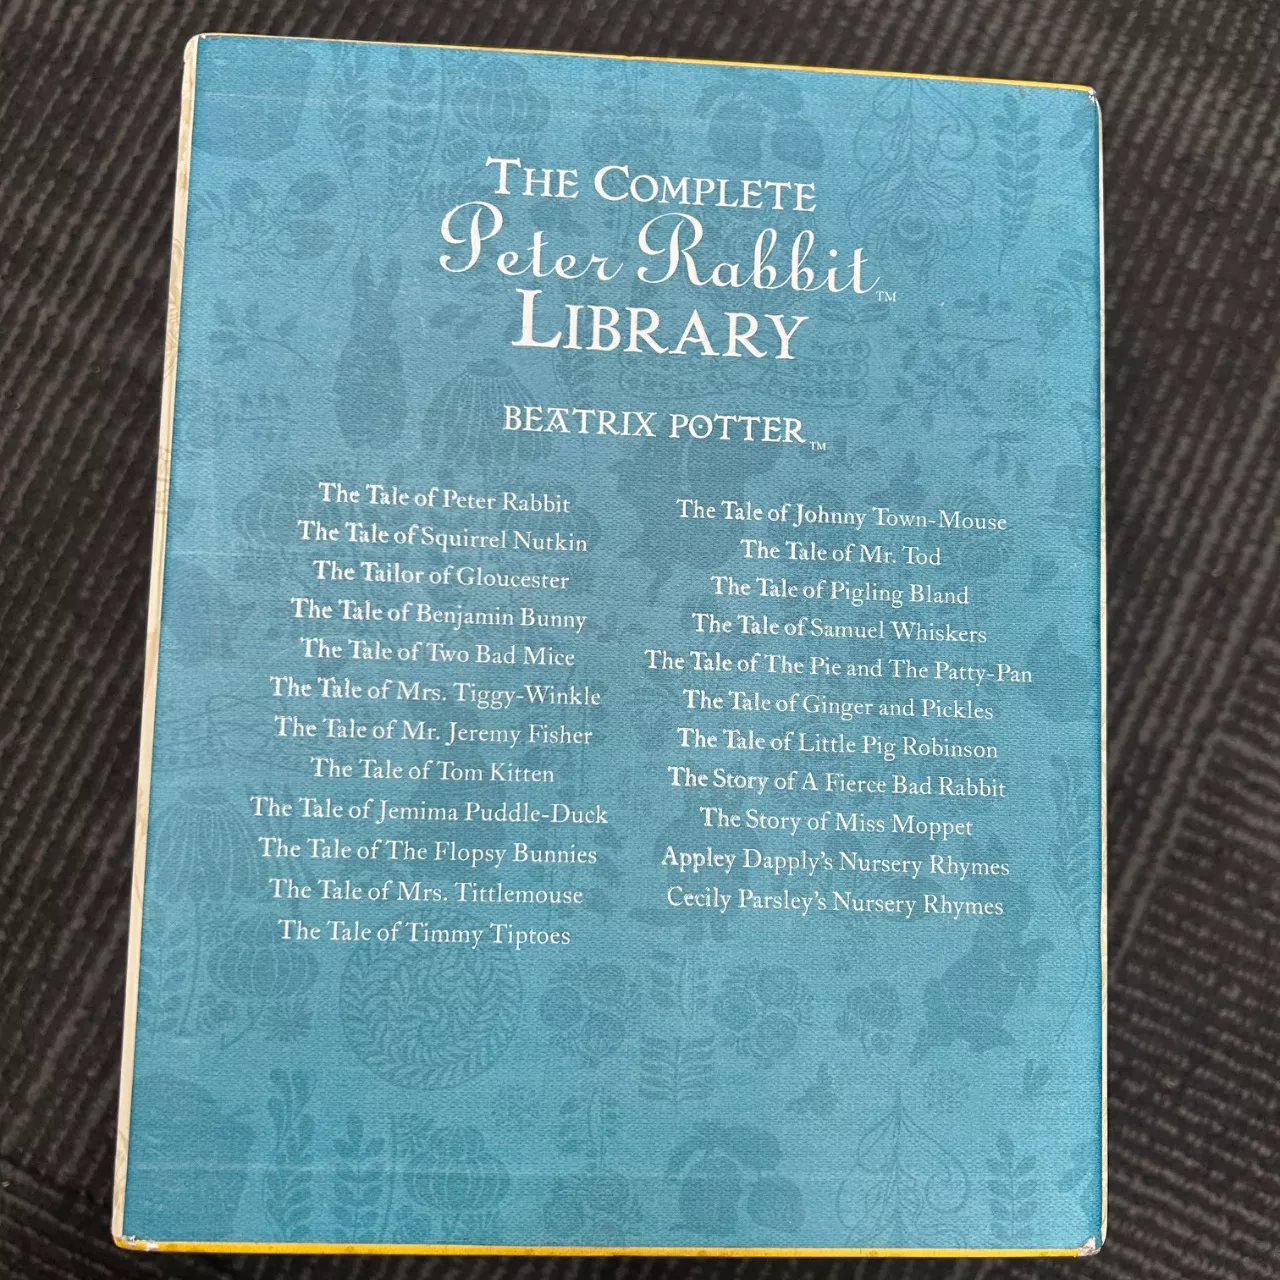 THE COMPLETE
Peter Rabbit™
LIBRARY
BEATRIX POTTER™
The Tale of Peter Rabbit
The Tale of Squirrel Nutkin
The Tailor of Gloucester
The Tale of Benjamin Bunny
The Tale of Two Bad Mice
The Tale of Mrs. Tiggy-Winkle
The Tale of Mr. Jeremy Fisher
The Tale of Tom Kitten
The Tale of Jemima Puddle-Duck
The Tale of The Flopsy Bunnies
The Tale of Mrs. Tittlemouse
The Tale of Timmy Tiptoes
The Tale of Johnny Town-Mouse
The Tale of Mr. Tod
The Tale of Pigling Bland
The Tale of Samuel Whiskers
The Tale of The Pie and The Patty-Pan
The Tale of Ginger and Pickles
The Tale of Little Pig Robinson
The Story of A Fierce Bad Rabbit
The Story of Miss Moppet
Appley Dapply's Nursery Rhymes
Cecily Parsley's Nursery Rhymes